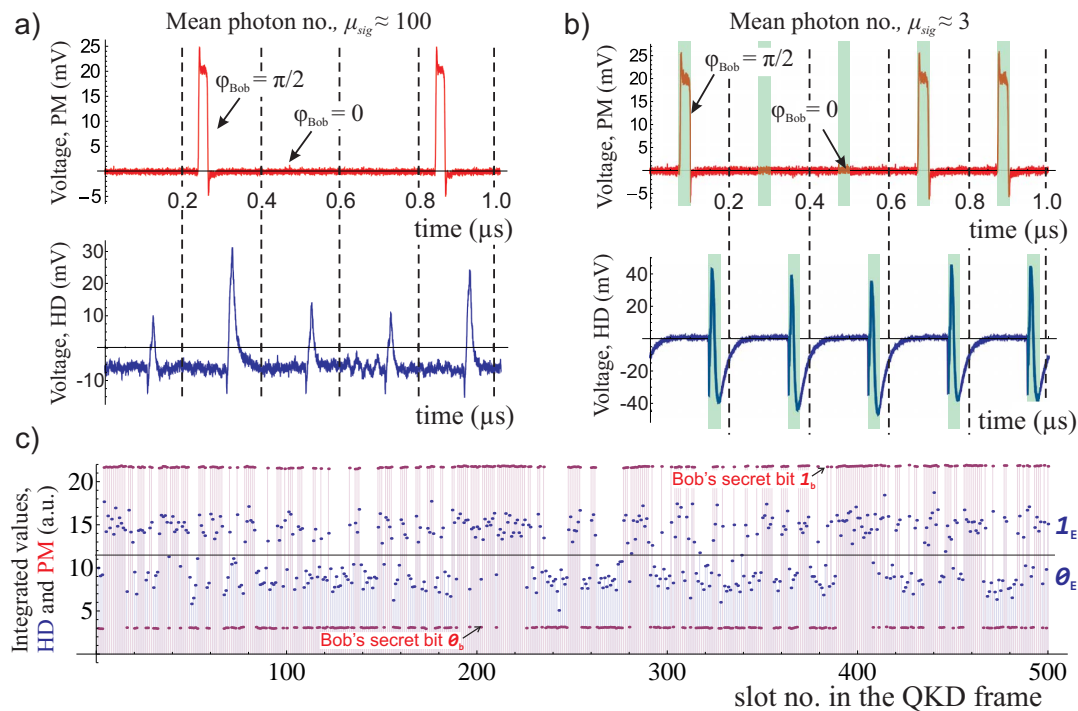 a)
Mean photon no., μsig ≈ 100
Voltage, PM (mV)
25
20
15
10
5
−5
φBob = π/2
φBob = 0
0.2
0.4
0.6
0.8
1.0
time (µs)
Voltage, HD (mV)
30
20
10
-10
time (µs)
b)
Mean photon no., μsig ≈ 3
Voltage, PM (mV)
25
20
15
10
5
−5
φBob = π/2
φBob = 0
0.2
0.4
0.6
0.8
1.0
time (µs)
Voltage, HD (mV)
40
20
0
-20
-40
time (µs)
c)
Integrated values,
HD and PM (a.u.)
20
15
10
5
Bob's secret bit 1b
Bob's secret bit 0b
1E
0E
100
200
300
400
500
slot no. in the QKD frame